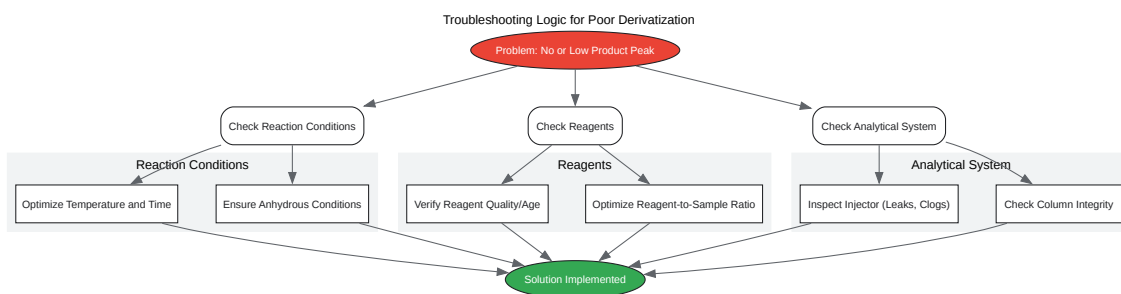 Troubleshooting Logic for Poor Derivatization
Problem: No or Low Product Peak
Check Reaction Conditions
Check Reagents
Check Analytical System
Reaction Conditions
Reagents
Analytical System
Optimize Temperature and Time
Ensure Anhydrous Conditions
Verify Reagent Quality/Age
Optimize Reagent-to-Sample Ratio
Inspect Injector (Leaks, Clogs)
Check Column Integrity
Solution Implemented